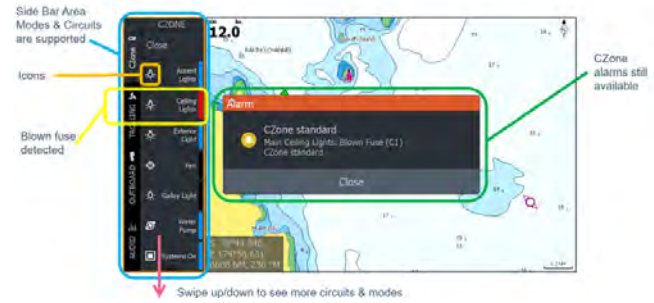 Side Bar Area
Modes & Circuits
are supported
Icons
Blown fuse
detected
CZone
alarms still
available
CZONE
Close
CZone
Accent
Lights
Ceiling
Lights
Exterior
Light
Fan
Galley Light
Water
Pump
Systems On
OUTBOARD
AUDIO
12.0
Alarm
CZone standard
Main Ceiling Lights: Blown Fuse (CI)
CZone standard
Close
Swipe up/down to see more circuits & modes